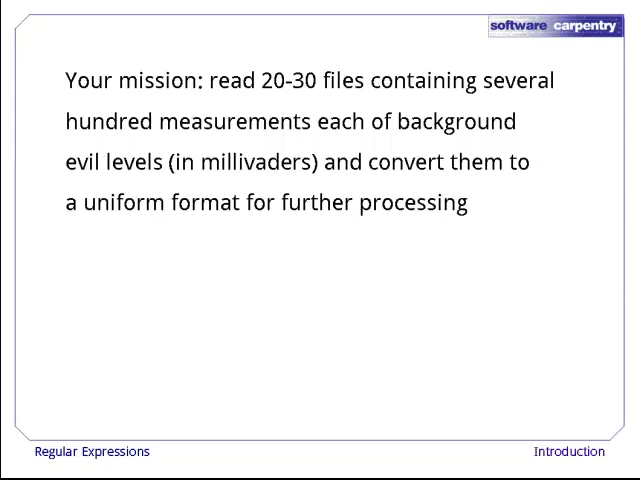 software carpentry
Your mission: read 20-30 files containing several
hundred measurements each of background
evil levels (in millivaders) and convert them to
a uniform format for further processing
Regular Expressions
Introduction